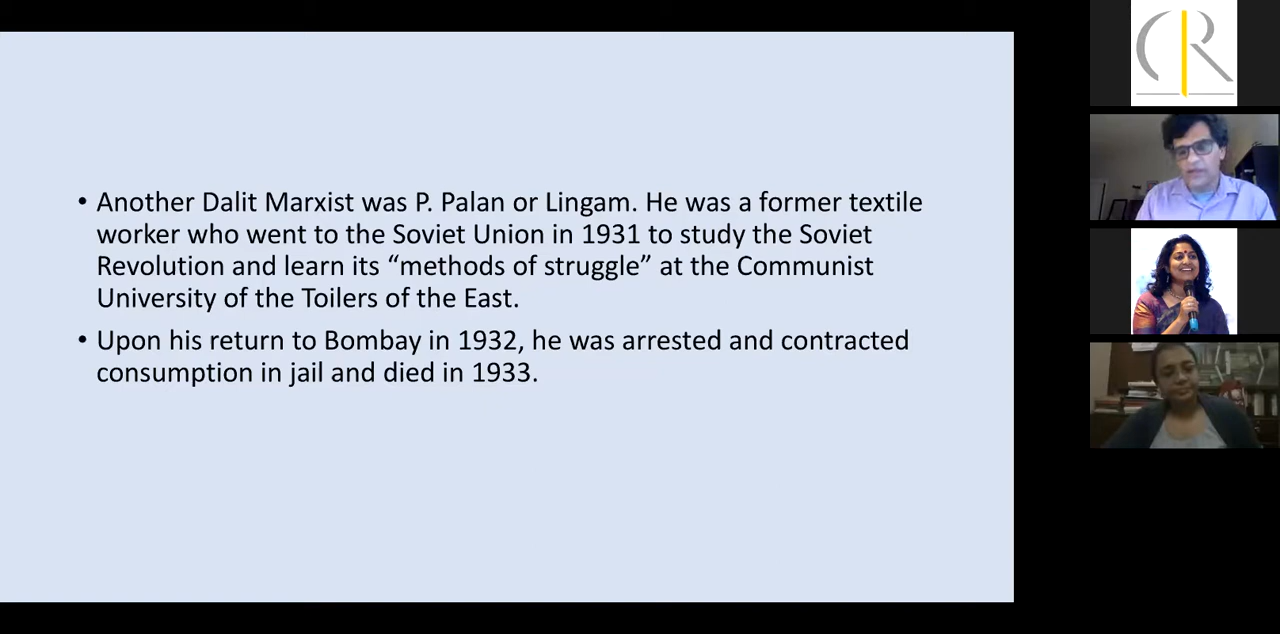 • Another Dalit Marxist was P. Palan or Lingam. He was a former textile
worker who went to the Soviet Union in 1931 to study the Soviet
Revolution and learn its “methods of struggle” at the Communist
University of the Toilers of the East.
• Upon his return to Bombay in 1932, he was arrested and contracted
consumption in jail and died in 1933.